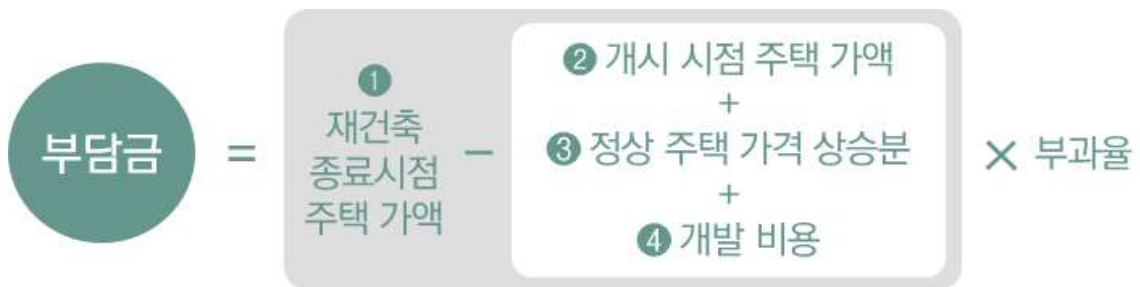 부담금
=
❶
재건축
종료시점
주택 가액
−
❷ 개시 시점 주택 가액
+
❸ 정상 주택 가격 상승분
+
❹ 개발 비용
× 부과율